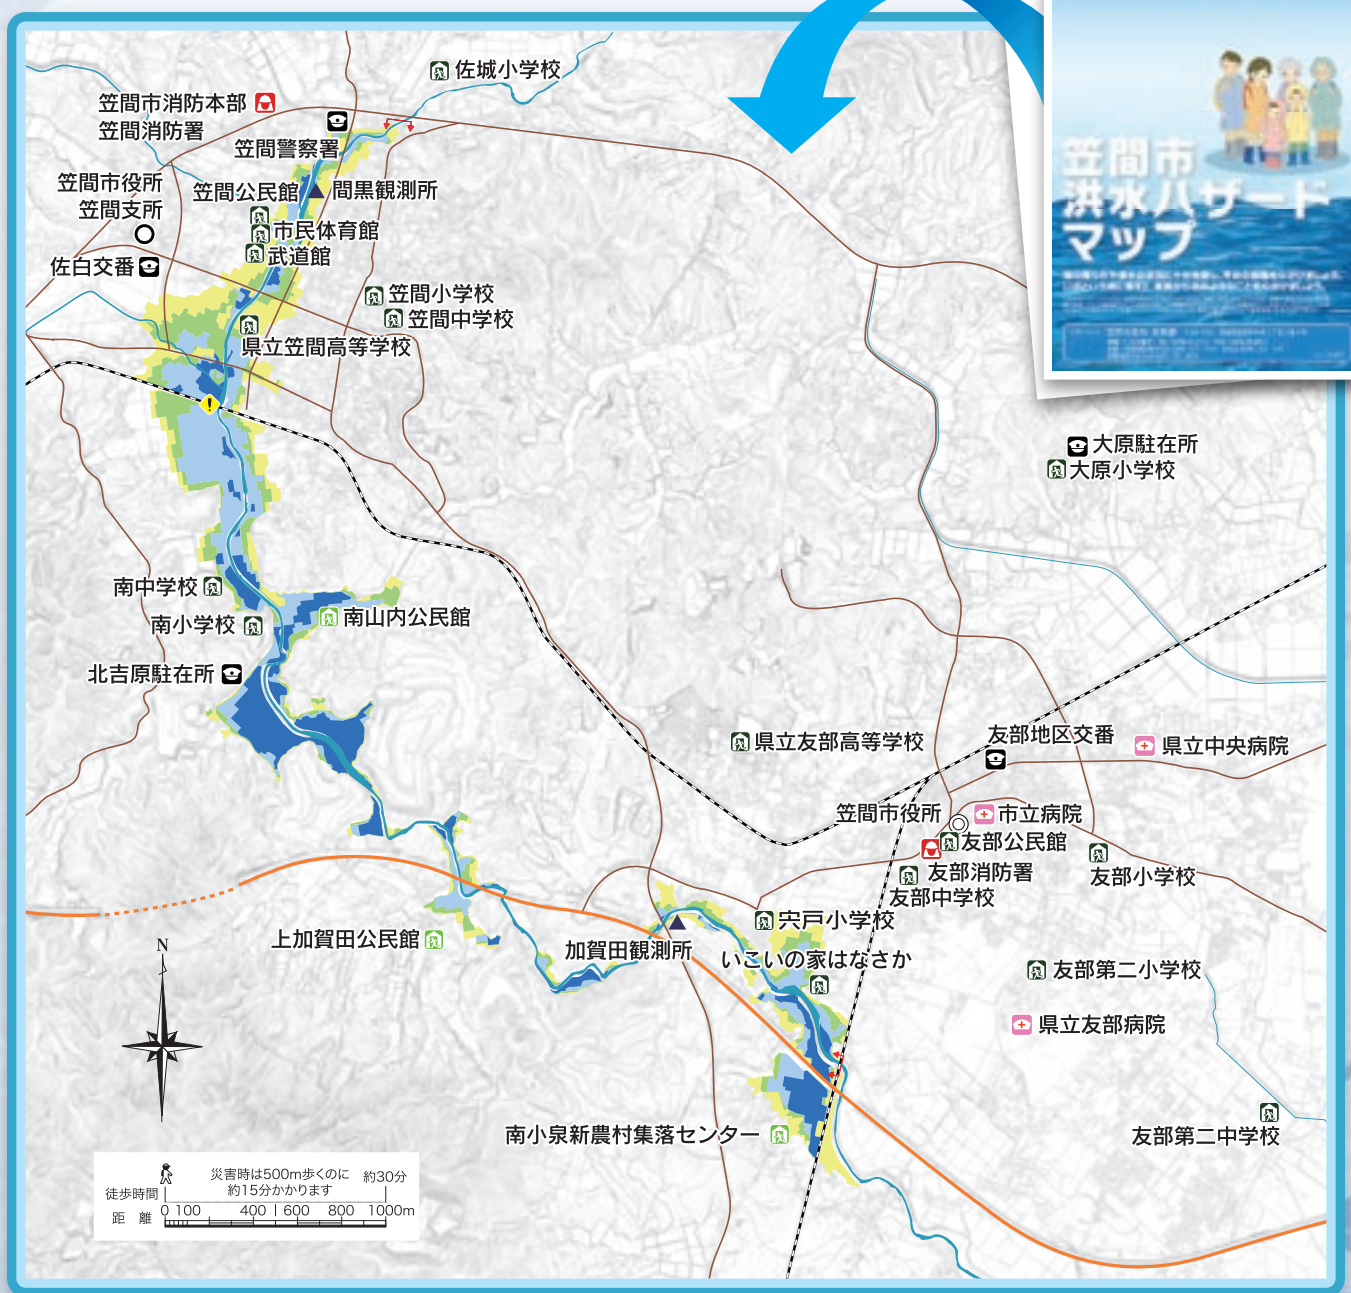 佐城小学校
笠間市消防本部
笠間消防署
笠間警察署
笠間市役所
笠間支所
笠間公民館
間黒観測所
市民体育館
武道館
佐白交番
笠間小学校
笠間中学校
県立笠間高等学校
笠間市
洪水ハザード
マップ
大原駐在所
大原小学校
南中学校
南小学校
南山内公民館
北吉原駐在所
県立友部高等学校
友部地区交番
県立中央病院
笠間市役所
市立病院
友部公民館
友部消防署
友部中学校
友部小学校
宍戸小学校
上加賀田公民館
加賀田観測所
いこいの家はなさか
友部第二小学校
県立友部病院
南小泉新農村集落センター
友部第二中学校
N
災害時は500m歩くのに
約15分かかります
約30分
徒歩時間
距 離
0 100 400 600 800 1000m